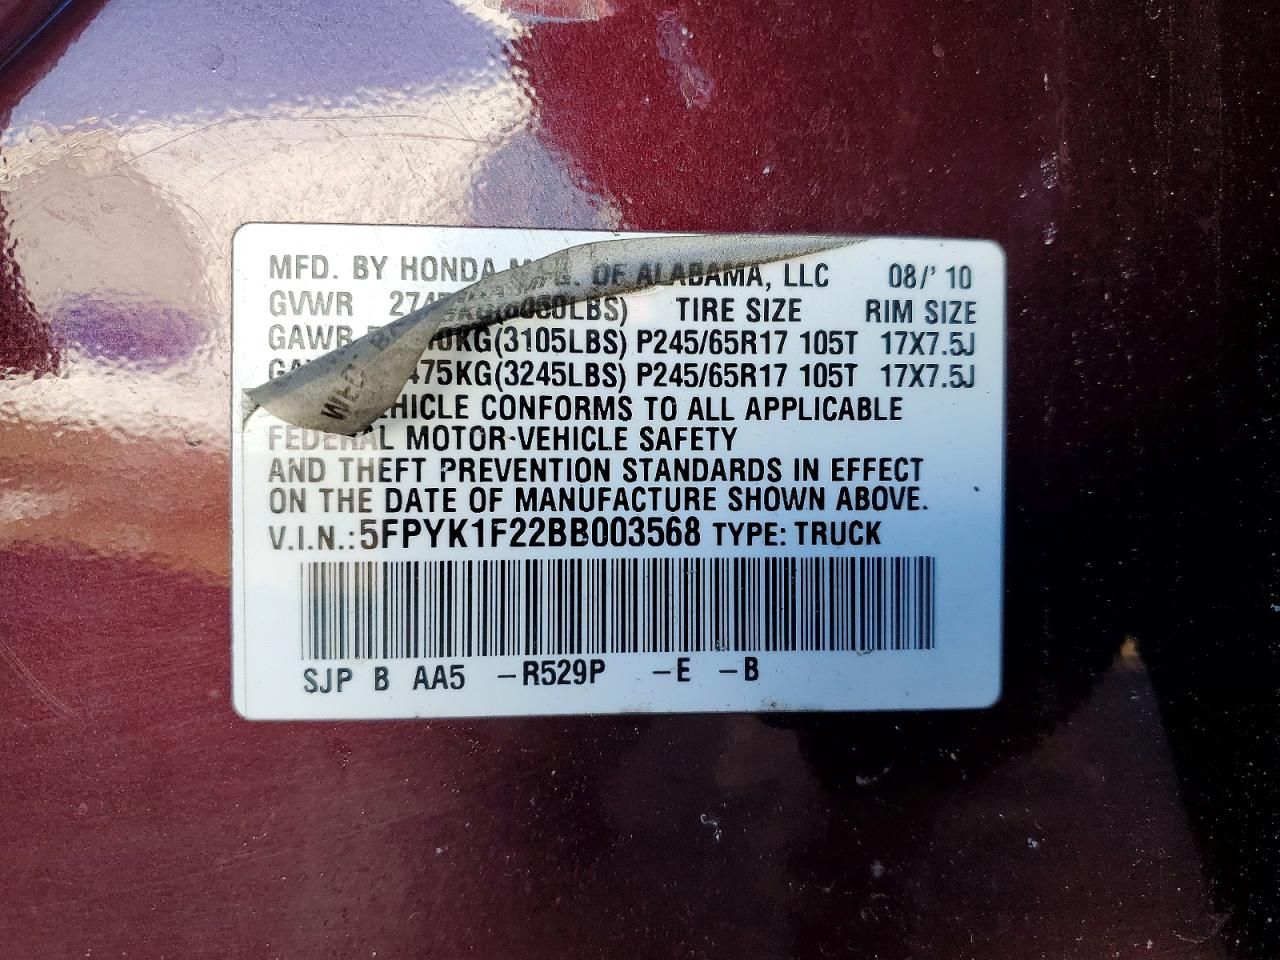 MFD. BY HONDA MFG. OF ALABAMA, LLC 08/' 10
GVWR TIRE SIZE RIM SIZE
GAWR (3105LBS) P245/65R17 105T 17X7.5J
(3245LBS) P245/65R17 105T 17X7.5J
VEHICLE CONFORMS TO ALL APPLICABLE
FEDERAL MOTOR-VEHICLE SAFETY
AND THEFT PREVENTION STANDARDS IN EFFECT
ON THE DATE OF MANUFACTURE SHOWN ABOVE.
V.I.N.: 5FPYK1F22BB003568 TYPE: TRUCK
SJP B AA5 -R529P -E -B